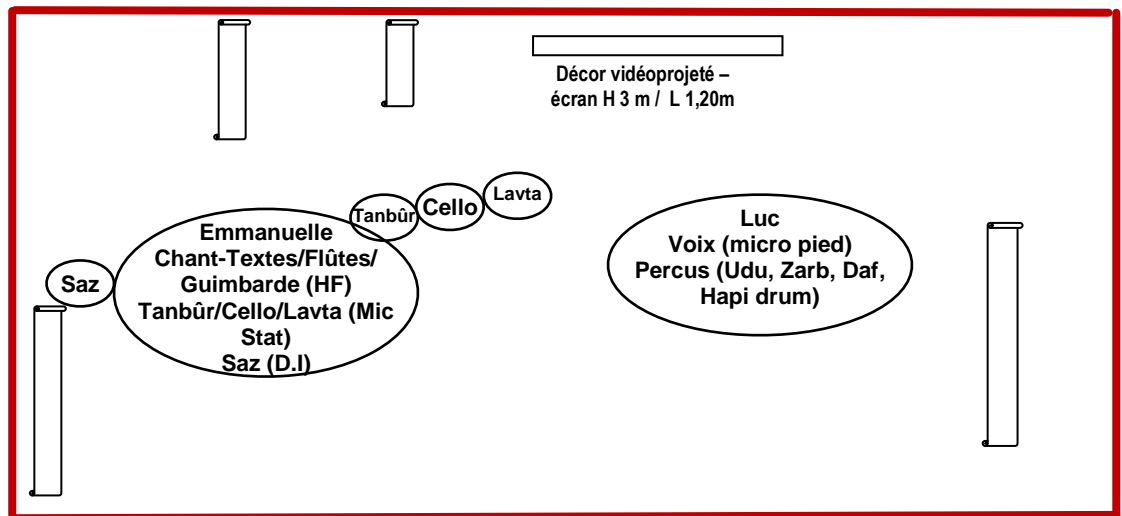 Décor vidéoprojeté –
écran H 3 m / L 1,20m
Lavta
Cello
Tanbûr
Saz
Emmanuelle
Chant-Textes/Flûtes/
Guimbarde (HF)
Tanbûr/Cello/Lavta (Mic
Stat)
Saz (D.I)
Luc
Voix (micro pied)
Percus (Udu, Zarb, Daf,
Hapi drum)